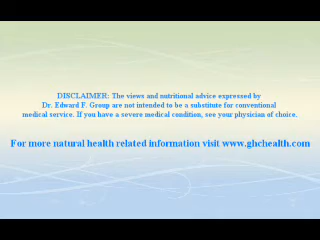 DISCLAIMER: The views and nutritional advice expressed by
Dr. Edward F. Group are not intended to be a substitute for conventional
medical service. If you have a severe medical condition, see your physician of choice.
For more natural health related information visit www.ghchealth.com